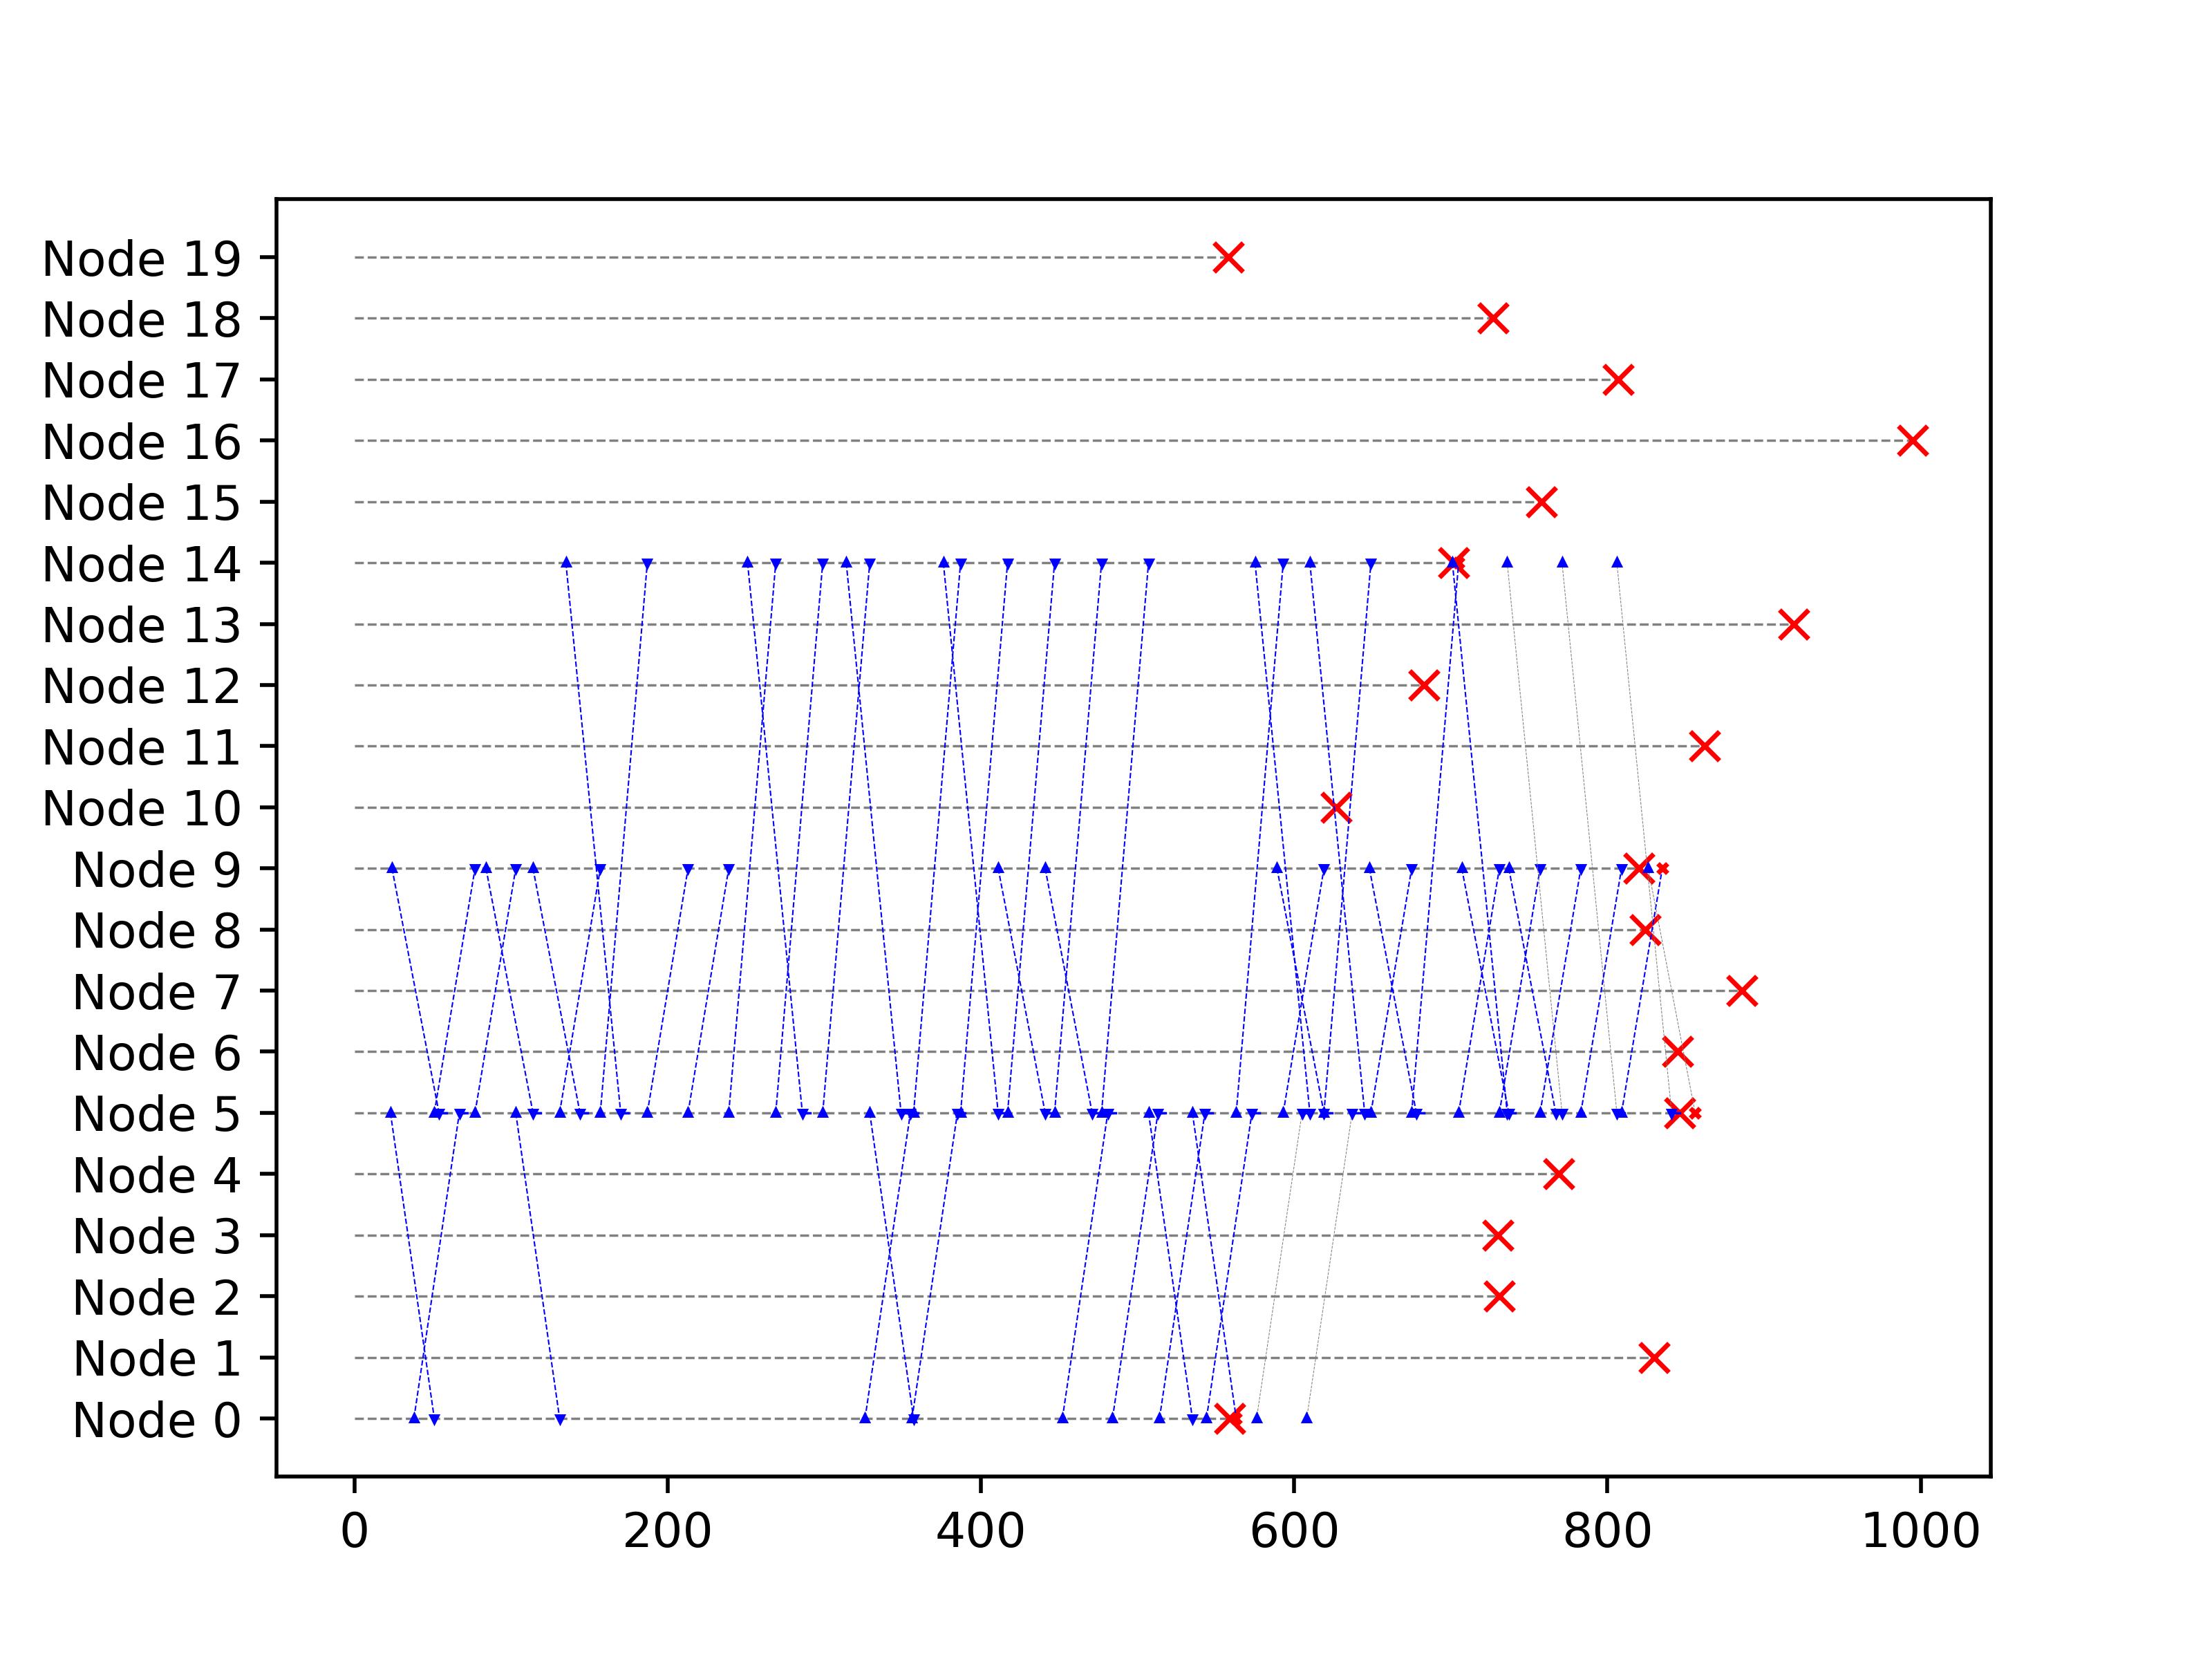 Node 19
Node 18
Node 17
Node 16
Node 15
Node 14
Node 13
Node 12
Node 11
Node 10
Node 9
Node 8
Node 7
Node 6
Node 5
Node 4
Node 3
Node 2
Node 1
Node 0
0 200 400 600 800 1000